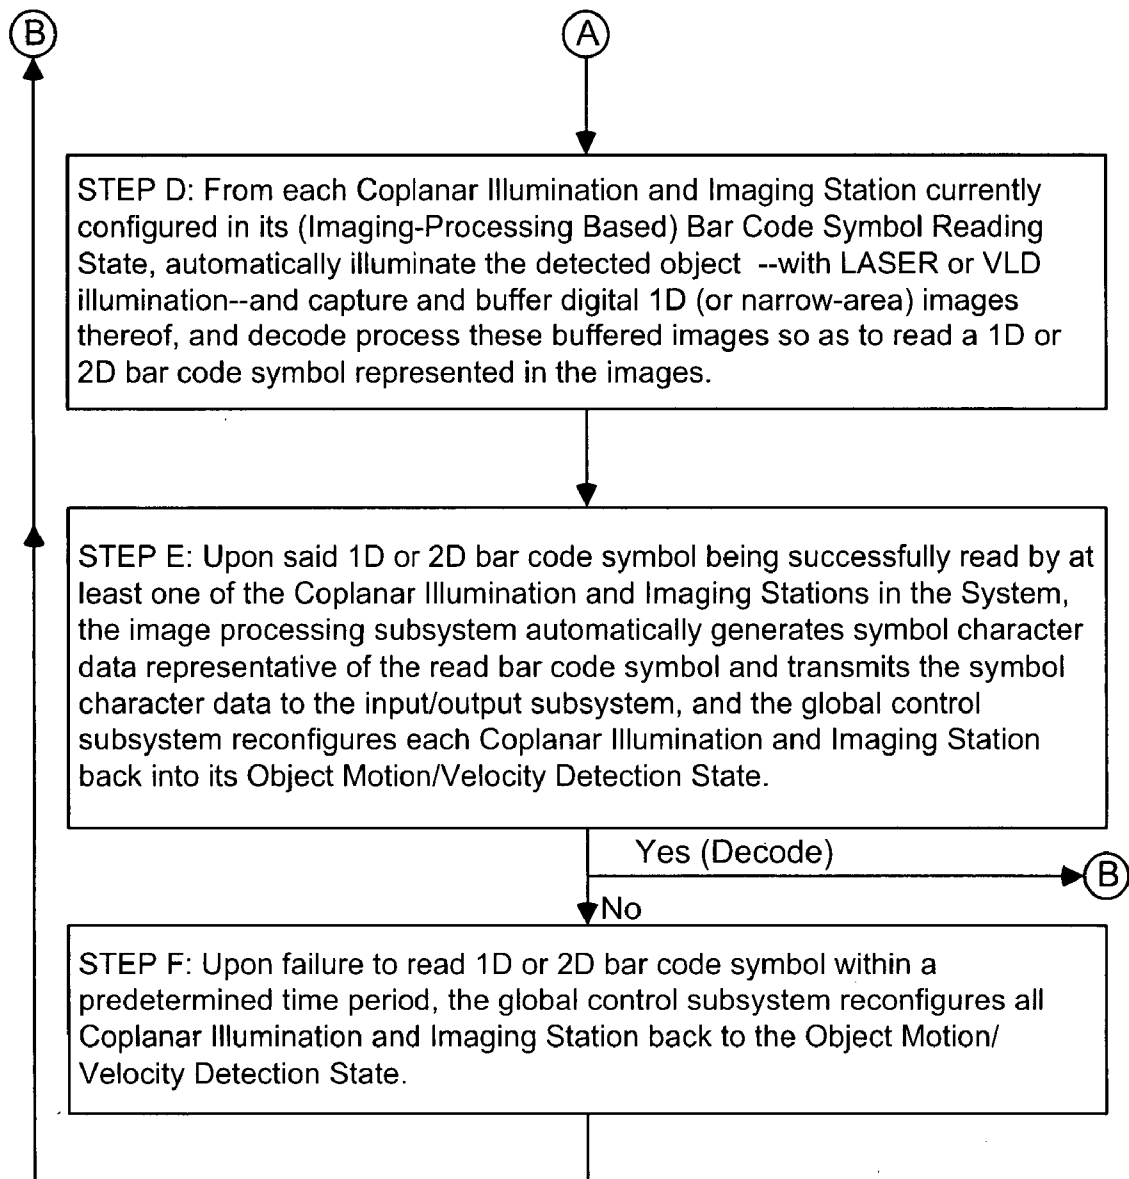 B
A
STEP D: From each Coplanar Illumination and Imaging Station currently
configured in its (Imaging-Processing Based) Bar Code Symbol Reading
State, automatically illuminate the detected object --with LASER or VLD
illumination--and capture and buffer digital 1D (or narrow-area) images
thereof, and decode process these buffered images so as to read a 1D or
2D bar code symbol represented in the images.
STEP E: Upon said 1D or 2D bar code symbol being successfully read by at
least one of the Coplanar Illumination and Imaging Stations in the System,
the image processing subsystem automatically generates symbol character
data representative of the read bar code symbol and transmits the symbol
character data to the input/output subsystem, and the global control
subsystem reconfigures each Coplanar Illumination and Imaging Station
back into its Object Motion/Velocity Detection State.
Yes (Decode)
B
No
STEP F: Upon failure to read 1D or 2D bar code symbol within a
predetermined time period, the global control subsystem reconfigures all
Coplanar Illumination and Imaging Station back to the Object Motion/
Velocity Detection State.